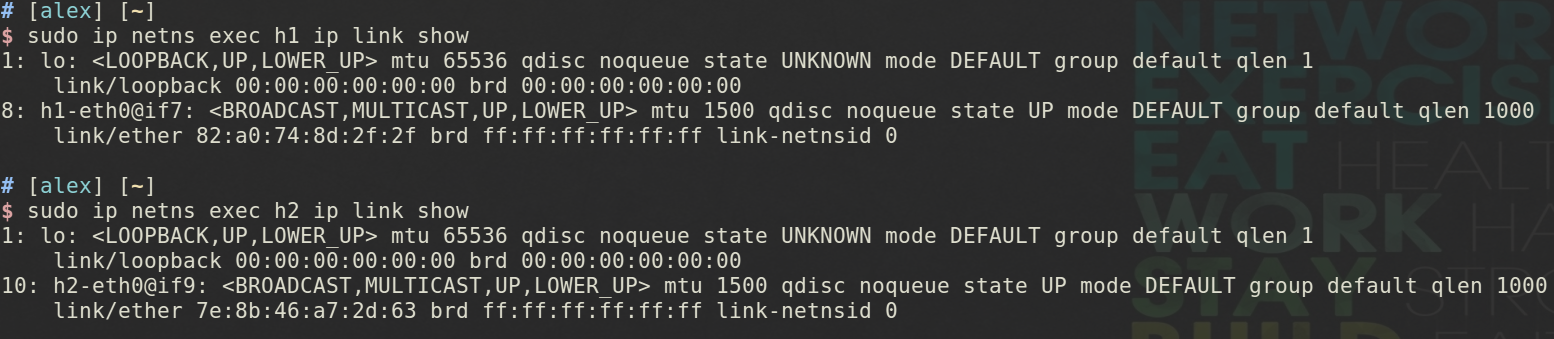 # [alex] [~]
$ sudo ip netns exec h1 ip link show
1: lo: <LOOPBACK,UP,LOWER_UP> mtu 65536 qdisc noqueue state UNKNOWN mode DEFAULT group default qlen 1
    link/loopback 00:00:00:00:00:00 brd 00:00:00:00:00:00
8: h1-eth0@if7: <BROADCAST,MULTICAST,UP,LOWER_UP> mtu 1500 qdisc noqueue state UP mode DEFAULT group default qlen 1000
    link/ether 82:a0:74:8d:2f:2f brd ff:ff:ff:ff:ff:ff link-netnsid 0

# [alex] [~]
$ sudo ip netns exec h2 ip link show
1: lo: <LOOPBACK,UP,LOWER_UP> mtu 65536 qdisc noqueue state UNKNOWN mode DEFAULT group default qlen 1
    link/loopback 00:00:00:00:00:00 brd 00:00:00:00:00:00
10: h2-eth0@if9: <BROADCAST,MULTICAST,UP,LOWER_UP> mtu 1500 qdisc noqueue state UP mode DEFAULT group default qlen 1000
    link/ether 7e:8b:46:a7:2d:63 brd ff:ff:ff:ff:ff:ff link-netnsid 0
NETWOR
EXERCISE
EAT HEALT
WORK HA
STAY STRO
BUILD